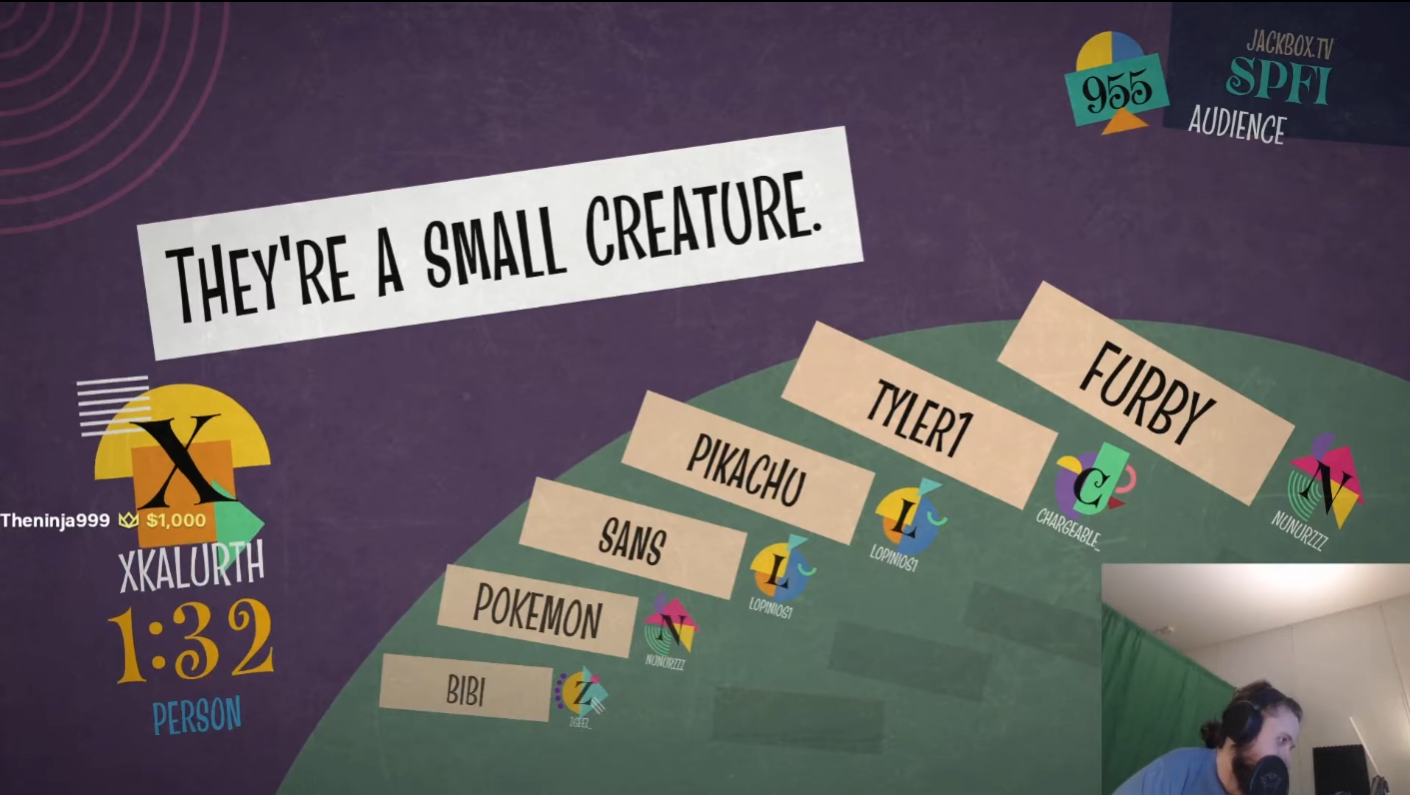 JACKBOX.TV
SPFI
955
AUDIENCE
THEY'RE A SMALL CREATURE.
FURBY
N
NUNURZZZ
TYLER1
C
CHARGEABLE_
PIKACHU
L
LOPINIOS1
SANS
L
LOPINIOS1
POKEMON
N
NUNURZZZ
BIBI
Z
X
Theninja999 $1,000
XKALURTH
1:32
PERSON